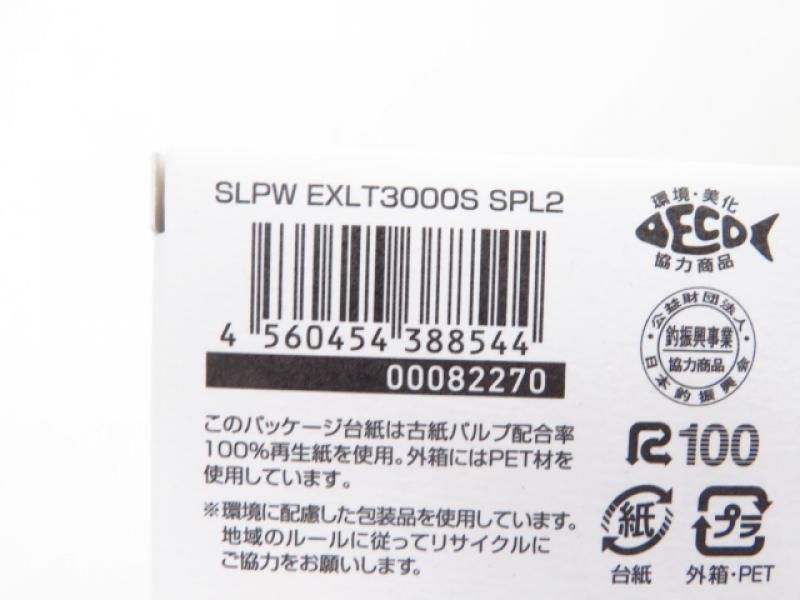 SLPW EXLT3000S SPL2
4 560454 388544
00082270
このパッケージ台紙は古紙パルプ配合率
100%再生紙を使用。外箱にはPET材を
使用しています。
※環境に配慮した包装品を使用しています。
地域のルールに従ってリサイクルに
ご協力をお願いします。
環境・美化
DECO
協力商品
公益財団法人
釣振興事業
協力商品
日本釣振興会
R100
紙
台紙
プラ
外箱・PET